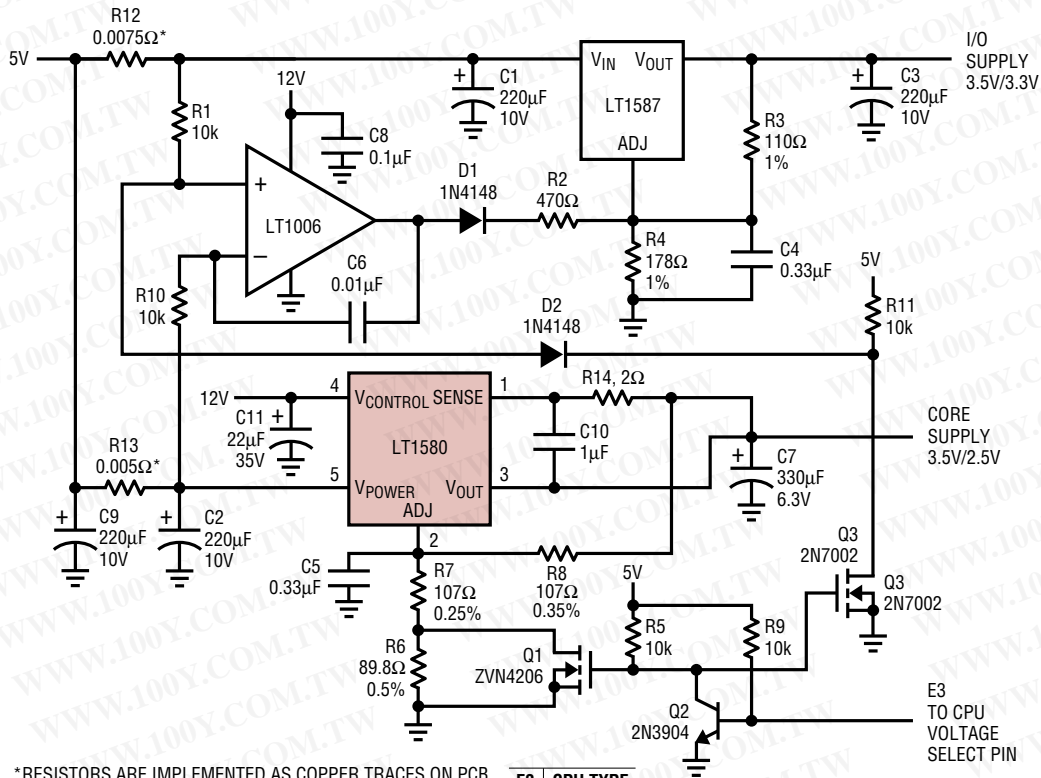 R12
0.0075Ω*
5V
12V
R1
10k
C8
0.1µF
+
C1
220µF
10V
VIN VOUT
LT1587
ADJ
I/O
SUPPLY
3.5V/3.3V
+
C3
220µF
10V
R3
110Ω
1%
+
LT1006
–
D1
1N4148
R2
470Ω
R4
178Ω
1%
C4
0.33µF
5V
R10
10k
C6
0.01µF
D2
1N4148
R11
10k
12V
+
C11
22µF
35V
4
VCONTROL SENSE
1
LT1580
5
VPOWER VOUT
3
ADJ
2
R14, 2Ω
C10
1µF
CORE
SUPPLY
3.5V/2.5V
+
C7
330µF
6.3V
R13
0.005Ω*
+
C9
220µF
10V
+
C2
220µF
10V
C5
0.33µF
R7
107Ω
0.25%
R8
107Ω
0.35%
R6
89.8Ω
0.5%
Q1
ZVN4206
5V
R5
10k
R9
10k
Q3
2N7002
Q3
2N7002
Q2
2N3904
E3
TO CPU
VOLTAGE
SELECT PIN
*RESISTORS ARE IMPLEMENTED AS COPPER TRACES ON PCB
E3 CPU TYPE
WWW.100Y.COM.TW